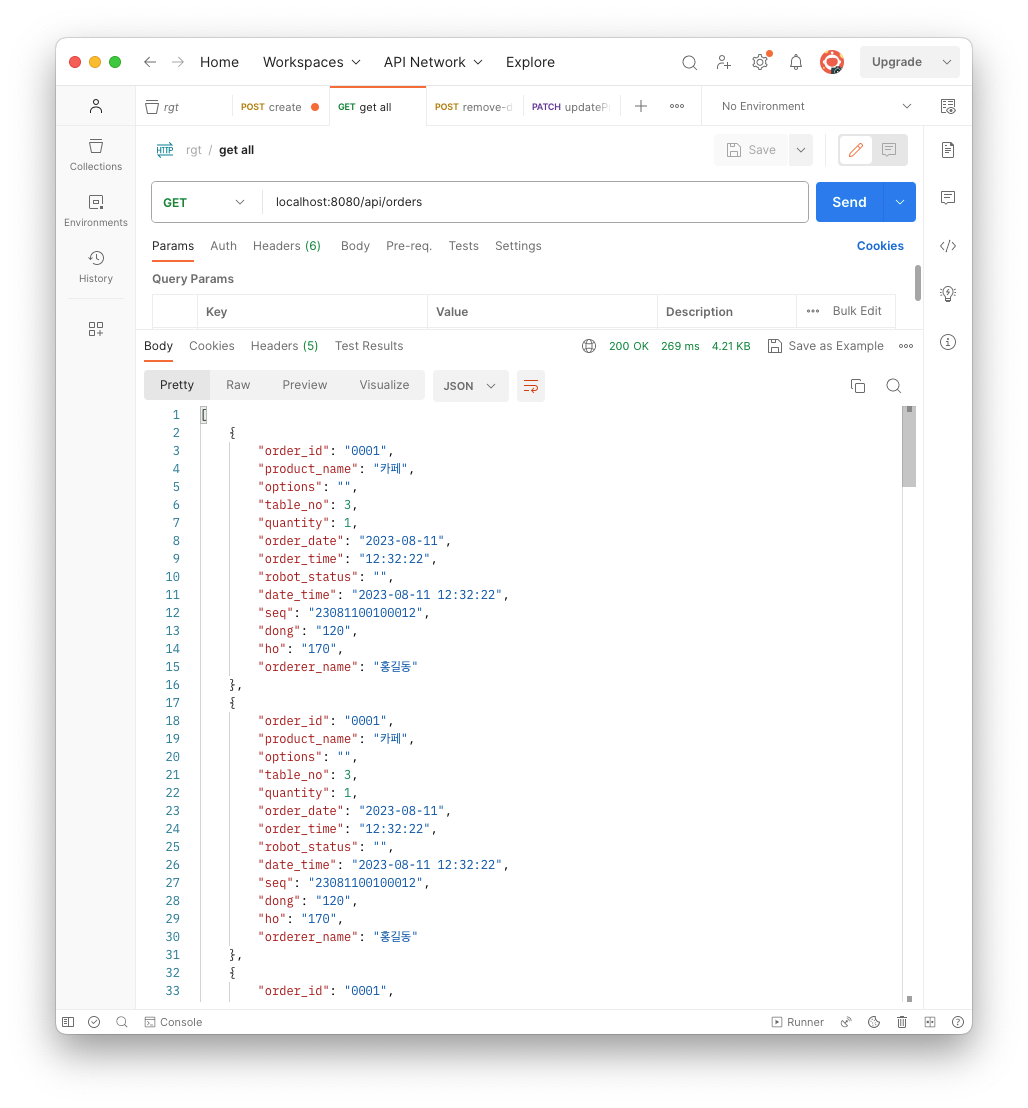 Home Workspaces API Network Explore Upgrade
rgt POST create GET get all POST remove-d PATCH updateP No Environment
Collections
Environments
History
HTTP rgt / get all Save
GET localhost:8080/api/orders Send
Params Auth Headers (6) Body Pre-req. Tests Settings Cookies
Query Params
Key Value Description Bulk Edit
Body Cookies Headers (5) Test Results 200 OK 269 ms 4.21 KB Save as Example
Pretty Raw Preview Visualize JSON
1 [
2 {
3 "order_id": "0001",
4 "product_name": "카페",
5 "options": "",
6 "table_no": 3,
7 "quantity": 1,
8 "order_date": "2023-08-11",
9 "order_time": "12:32:22",
10 "robot_status": "",
11 "date_time": "2023-08-11 12:32:22",
12 "seq": "23081100100012",
13 "dong": "120",
14 "ho": "170",
15 "orderer_name": "홍길동"
16 },
17 {
18 "order_id": "0001",
19 "product_name": "카페",
20 "options": "",
21 "table_no": 3,
22 "quantity": 1,
23 "order_date": "2023-08-11",
24 "order_time": "12:32:22",
25 "robot_status": "",
26 "date_time": "2023-08-11 12:32:22",
27 "seq": "23081100100012",
28 "dong": "120",
29 "ho": "170",
30 "orderer_name": "홍길동"
31 },
32 {
33 "order_id": "0001",
Console Runner